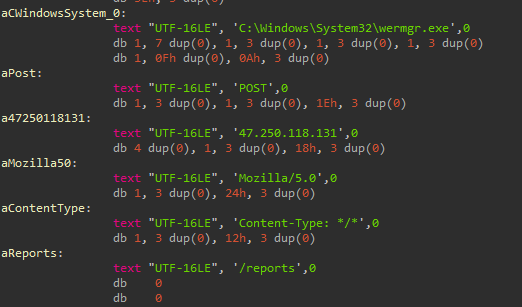 aCWindowsSystem_0:
text "UTF-16LE", 'C:\Windows\System32\wermgr.exe',0
db 1, 7 dup(0), 1, 3 dup(0), 1, 3 dup(0), 1, 3 dup(0)
db 1, 0Fh dup(0), 0Ah, 3 dup(0)
aPost:
text "UTF-16LE", 'POST',0
db 1, 3 dup(0), 1, 3 dup(0), 1Eh, 3 dup(0)
a47250118131:
text "UTF-16LE", '47.250.118.131',0
db 4 dup(0), 1, 3 dup(0), 18h, 3 dup(0)
aMozilla50:
text "UTF-16LE", 'Mozilla/5.0',0
db 1, 3 dup(0), 24h, 3 dup(0)
aContentType:
text "UTF-16LE", 'Content-Type: */*',0
db 1, 3 dup(0), 12h, 3 dup(0)
aReports:
text "UTF-16LE", '/reports',0
db 0
db 0